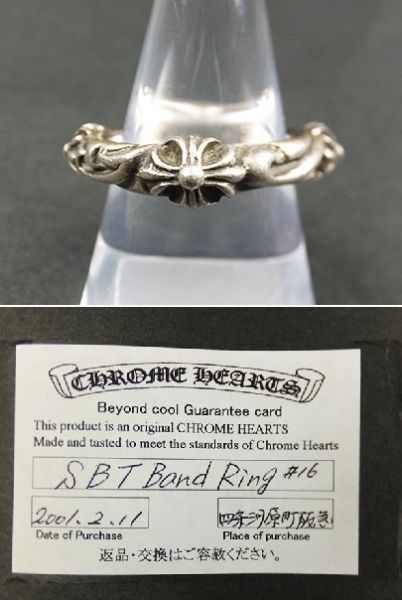 CHROME HEARTS
Beyond cool Guarantee card
This product is an original CHROME HEARTS
Made and tasted to meet the standards of Chrome Hearts
SBT Band Ring #16
2001.2.11 四条河原町阪急
Date of Purchase Place of purchase
返品・交換はご容赦ください。